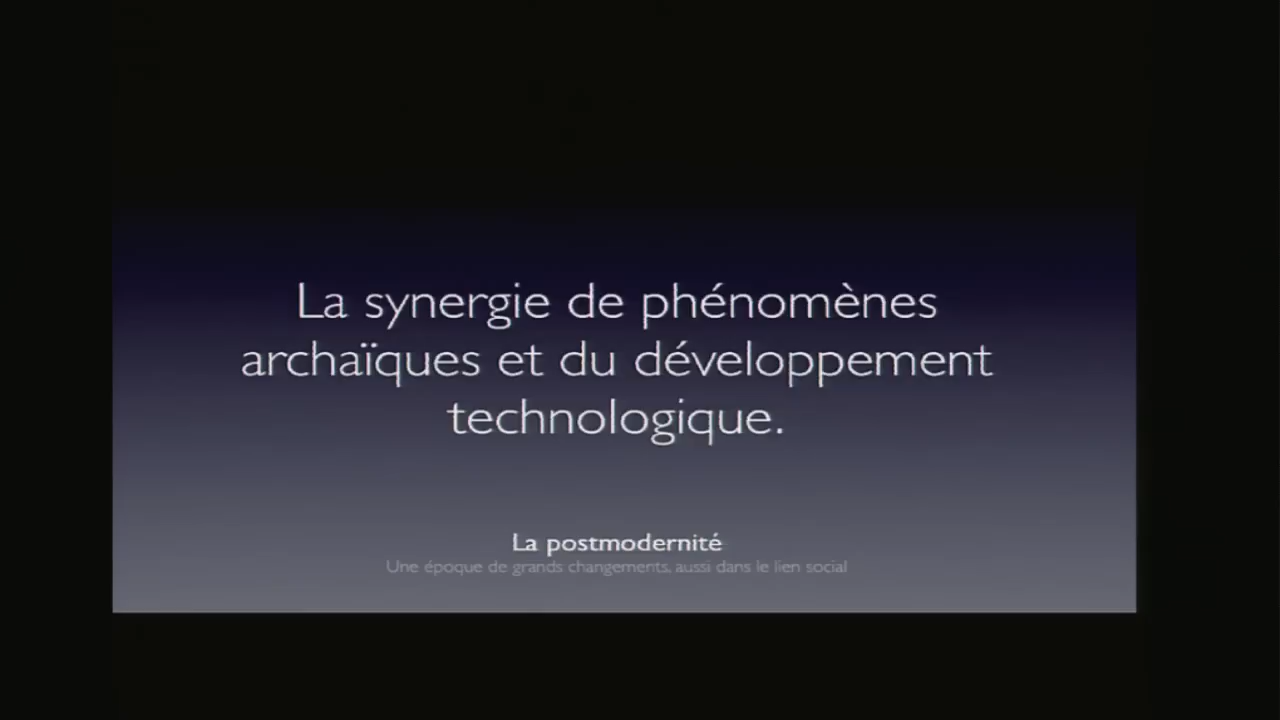 La synergie de phénomènes
archaïques et du développement
technologique.
La postmodernité
Une époque de grands changements, aussi dans le lien social